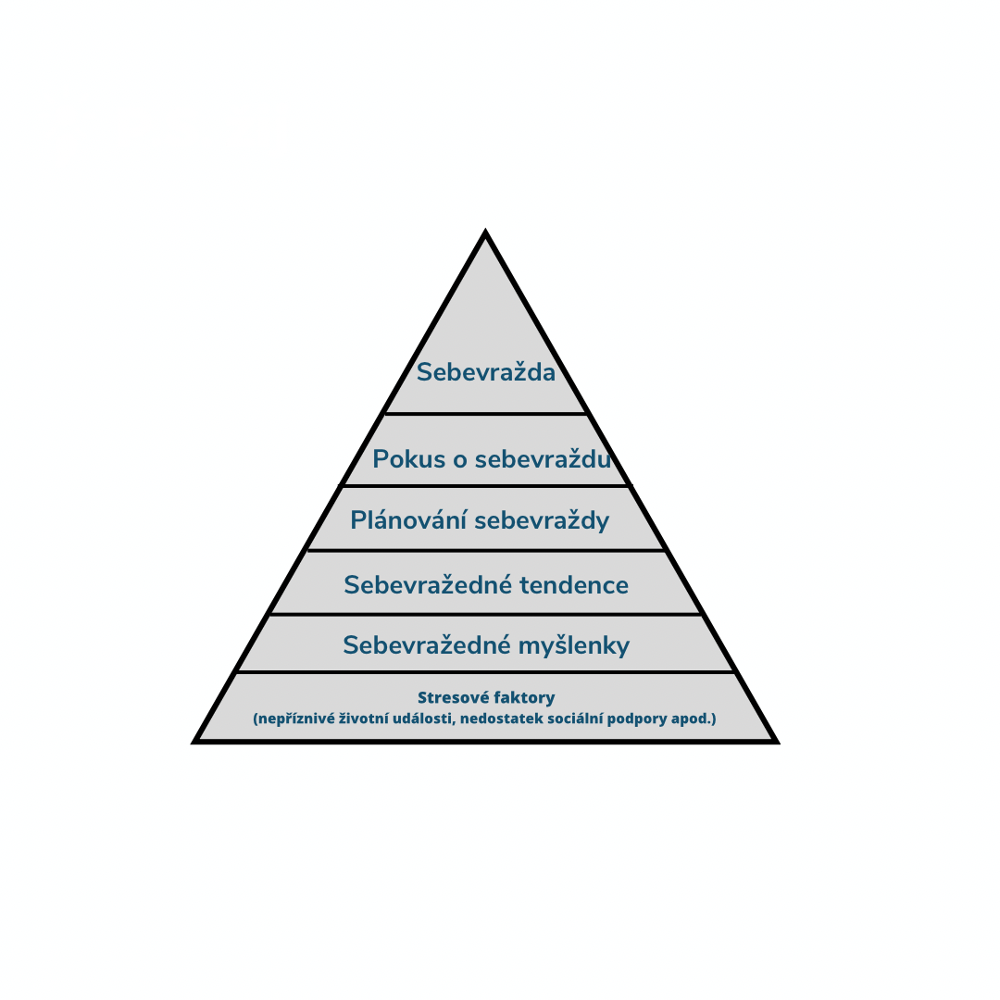 Sebevražda
Pokus o sebevraždu
Plánování sebevraždy
Sebevražedné tendence
Sebevražedné myšlenky
Stresové faktory
(nepříznivé životní události, nedostatek sociální podpory apod.)